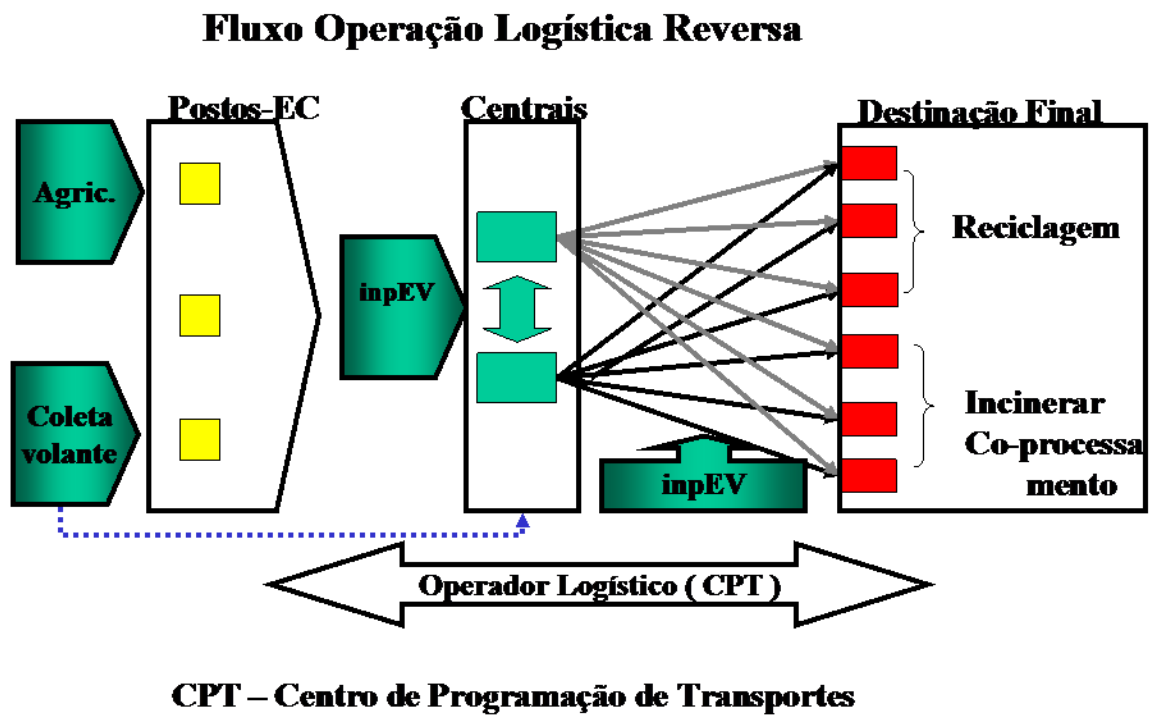 Fluxo Operação Logística Reversa
Postos-EC
Centrais
Destinação Final
Agric.
Reciclagem
inpEV
Coleta
volante
Incinerar
Co-processa
mento
inpEV
Operador Logístico ( CPT )
CPT – Centro de Programação de Transportes